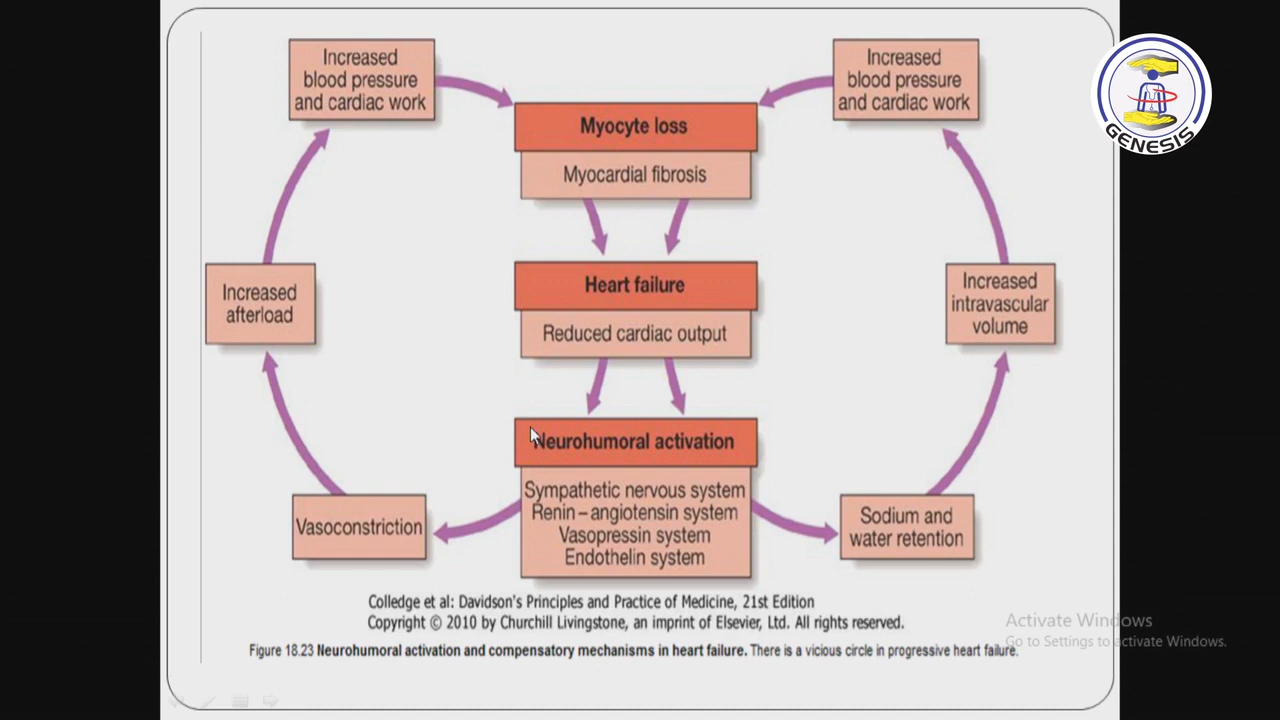 Increased
blood pressure
and cardiac work
Increased
blood pressure
and cardiac work
GENESIS
Myocyte loss
Myocardial fibrosis
Increased
afterload
Heart failure
Reduced cardiac output
Increased
intravascular
volume
Neurohumoral activation
Sympathetic nervous system
Renin – angiotensin system
Vasopressin system
Endothelin system
Vasoconstriction
Sodium and
water retention
Colledge et al: Davidson's Principles and Practice of Medicine, 21st Edition
Copyright © 2010 by Churchill Livingstone, an imprint of Elsevier, Ltd. All rights reserved.
Figure 18.23 Neurohumoral activation and compensatory mechanisms in heart failure. There is a vicious circle in progressive heart failure.
Activate Windows
Go to Settings to activate Windows.